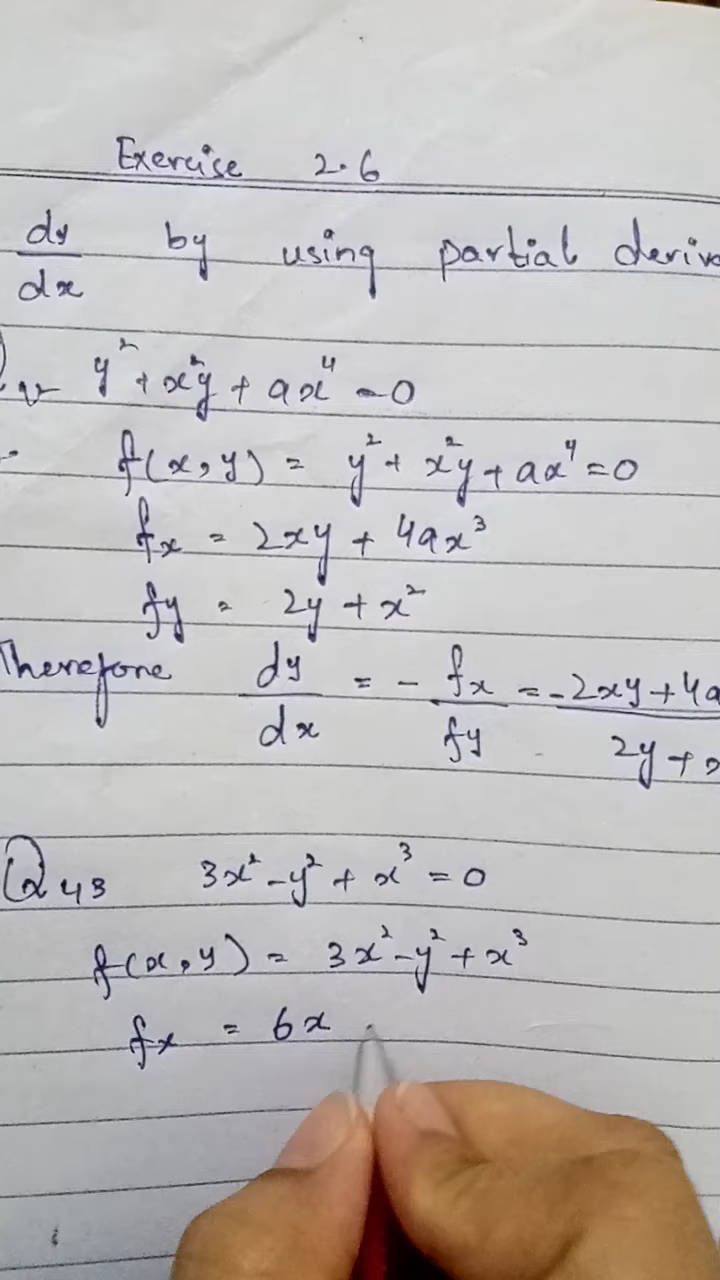 Exercise 2.6
dy/dx by using partial deriva
y² + x²y + ax⁴ = 0
f(x,y) = y² + x²y + ax⁴ = 0
fx = 2xy + 4ax³
fy = 2y + x²
Therefore dy/dx = - fx/fy = -2xy+4a/2y+x
Q43 3x² - y² + x³ = 0
f(x,y) = 3x² - y² + x³
fx = 6x